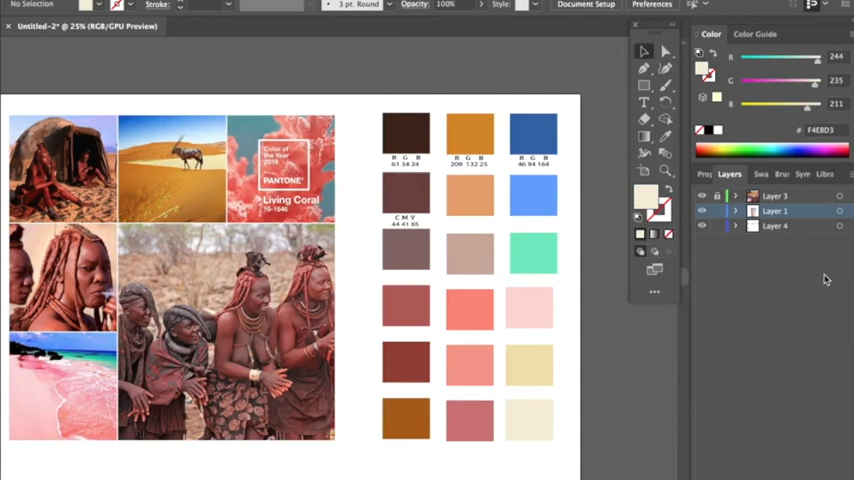 No Selection
Stroke:
3 pt. Round
Opacity: 100%
Style:
Document Setup
Preferences
× Untitled-2* @ 25% (RGB/GPU Preview)
Color
Color Guide
R 244
G 235
B 211
# F4EBD3
Layers
Swa
Brus
Sym
Libra
Layer 3
Layer 1
Layer 4
Color of
the Year
2019
PANTONE®
Living Coral
16-1546
R G B
61 34 24
R G B
209 132 25
R G B
46 94 164
C M Y
44 41 65
T